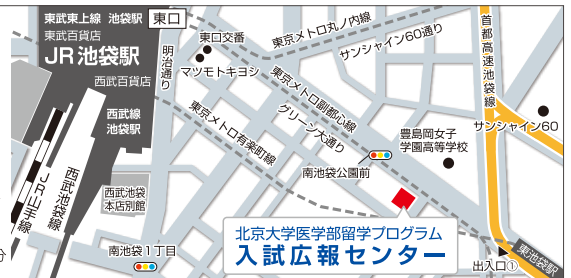 東武東上線 池袋駅
東口
東武百貨店
JR池袋駅
西武百貨店
西武線
池袋駅
明治通り
東口交番
マツモトキヨシ
東京メトロ丸ノ内線
サンシャイン60通り
首都高速池袋線
東京メトロ副都心線
グリーン大通り
東京メトロ有楽町線
豊島岡女子
学園高等学校
サンシャイン60
南池袋公園前
JR山手線
西武池袋線
西武池袋
本店別館
南池袋1丁目
分
北京大学医学部留学プログラム
入試広報センター
出入口①
東池袋駅